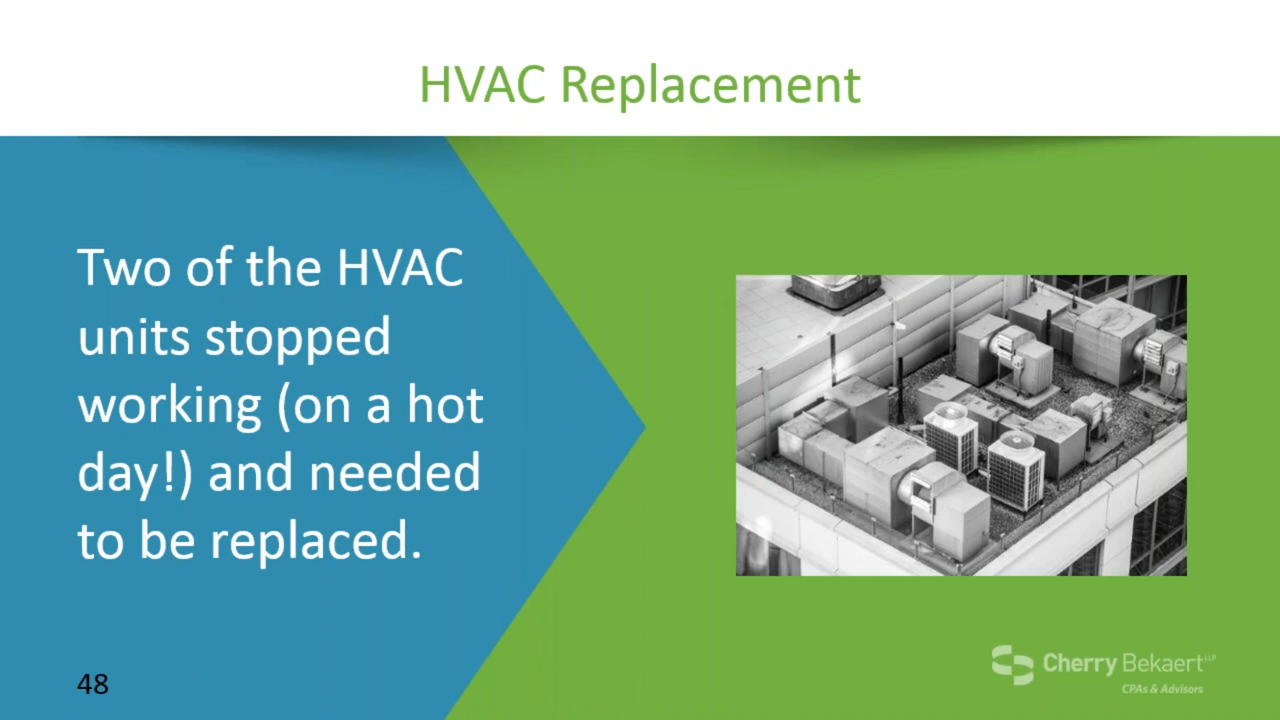 HVAC Replacement
Two of the HVAC
units stopped
working (on a hot
day!) and needed
to be replaced.
48
Cherry Bekaert LLP
CPAs & Advisors